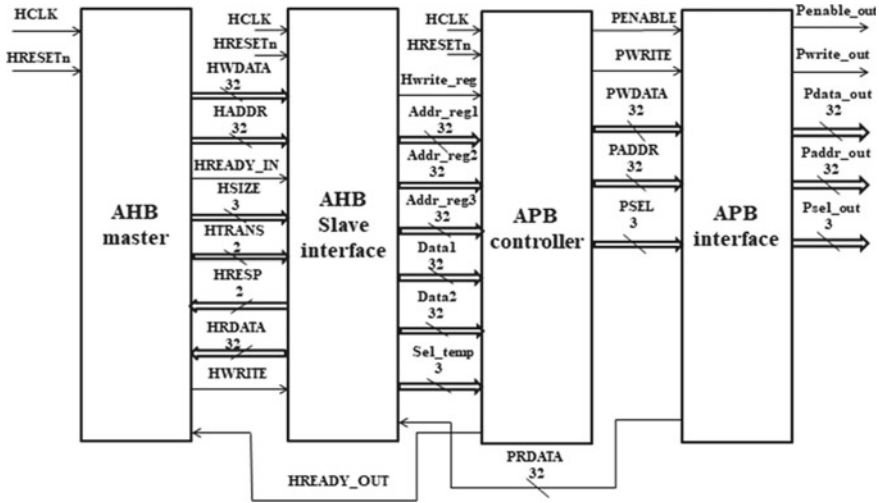 HCLK
HRESETn
AHB
master
HCLK
HRESETn
HWDATA
32
HADDR
32
HREADY_IN
HSIZE
3
HTRANS
2
HRESP
2
HRDATA
32
HWRITE
AHB
Slave
interface
HCLK
HRESETn
Hwrite_reg
Addr_reg1
32
Addr_reg2
32
Addr_reg3
32
Data1
32
Data2
32
Sel_temp
3
APB
controller
PENABLE
PWRITE
PWDATA
32
PADDR
32
PSEL
3
APB
interface
Penable_out
Pwrite_out
Pdata_out
32
Paddr_out
32
Psel_out
3
HREADY_OUT
PRDATA
32